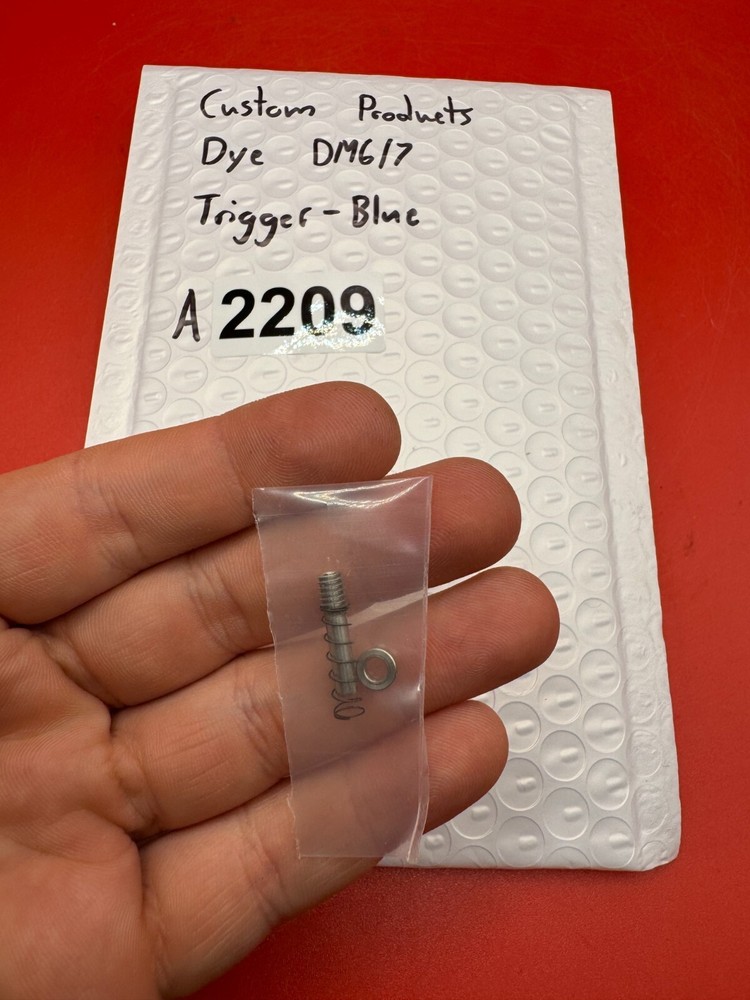 Custom Products
Dye DM6/7
Trigger-Blue
A 2209